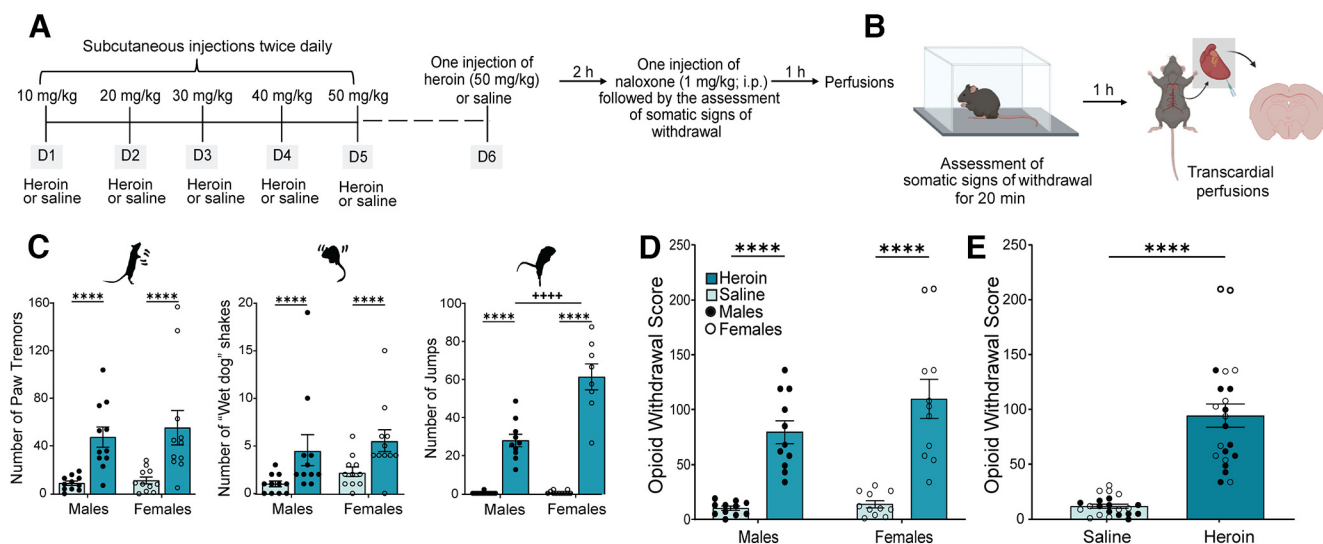 A
Subcutaneous injections twice daily
10 mg/kg 20 mg/kg 30 mg/kg 40 mg/kg 50 mg/kg
D1 D2 D3 D4 D5
Heroin or saline
Heroin or saline
Heroin or saline
Heroin or saline
Heroin or saline
One injection of
heroin (50 mg/kg)
or saline
D6
2 h
One injection of
naloxone (1 mg/kg; i.p.)
followed by the assessment
of somatic signs of
withdrawal
1 h
Perfusions
B
1 h
Assessment of
somatic signs of withdrawal
for 20 min
Transcardial
perfusions
C
Number of Paw Tremors
160
120
80
40
0
**** ****
Males Females
Number of "Wet dog" shakes
20
15
10
5
0
**** ****
Males Females
Number of Jumps
100
80
60
40
20
0
++++
**** ****
Males Females
D
Opioid Withdrawal Score
250
200
150
100
50
0
**** ****
Heroin
Saline
Males
Females
Males Females
E
Opioid Withdrawal Score
250
200
150
100
50
0
****
Saline Heroin